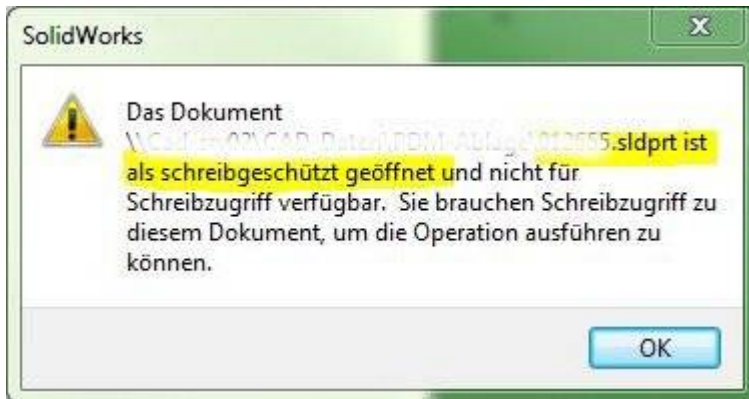 SolidWorks
Das Dokument
.sldprt ist
als schreibgeschützt geöffnet und nicht für
Schreibzugriff verfügbar. Sie brauchen Schreibzugriff zu
diesem Dokument, um die Operation ausführen zu
können.
OK